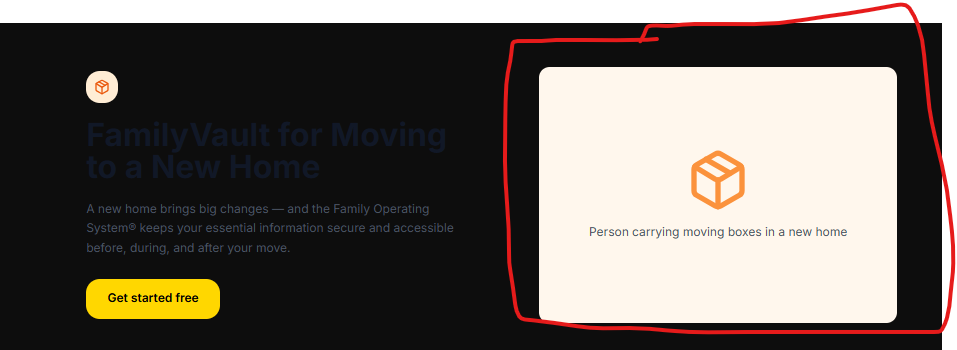 FamilyVault for Moving
to a New Home
A new home brings big changes — and the Family Operating
System® keeps your essential information secure and accessible
before, during, and after your move.
Get started free
Person carrying moving boxes in a new home